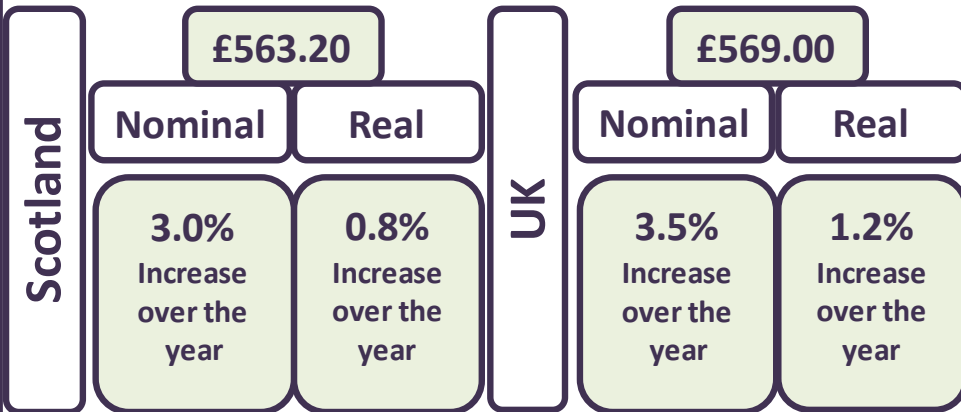 Scotland
£563.20
Nominal
Real
3.0%
Increase
over the
year
0.8%
Increase
over the
year
UK
£569.00
Nominal
Real
3.5%
Increase
over the
year
1.2%
Increase
over the
year